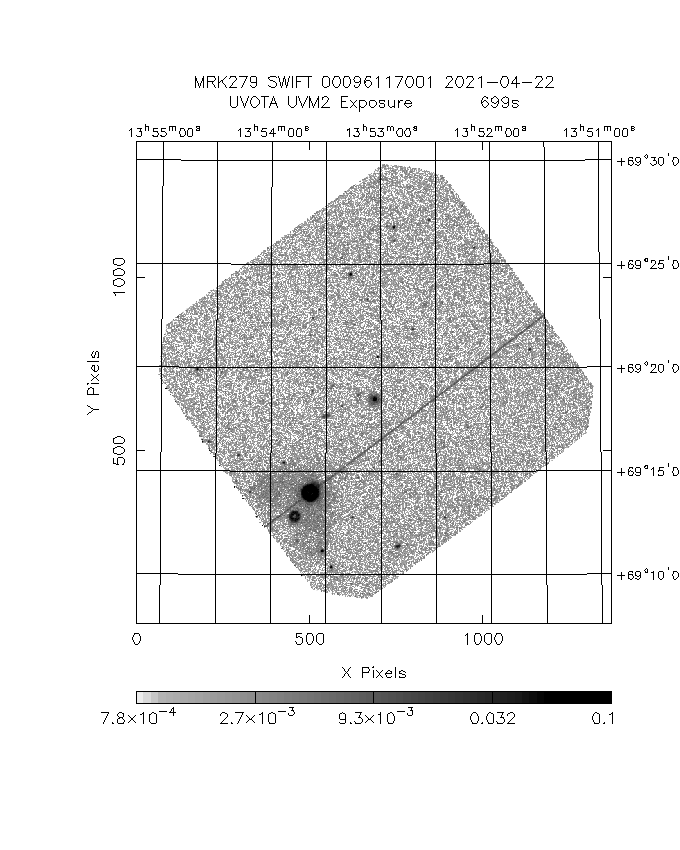 MRK279 SWIFT 00096117001 2021-04-22
UVOTA UVM2 Exposure 699s
13ʰ55ᵐ00ˢ 13ʰ54ᵐ00ˢ 13ʰ53ᵐ00ˢ 13ʰ52ᵐ00ˢ 13ʰ51ᵐ00ˢ
+69°30'0
+69°25'0
1000
+69°20'0
Y Pixels
500
+69°15'0
+69°10'0
0 500 1000
X Pixels
7.8×10⁻⁴ 2.7×10⁻³ 9.3×10⁻³ 0.032 0.1